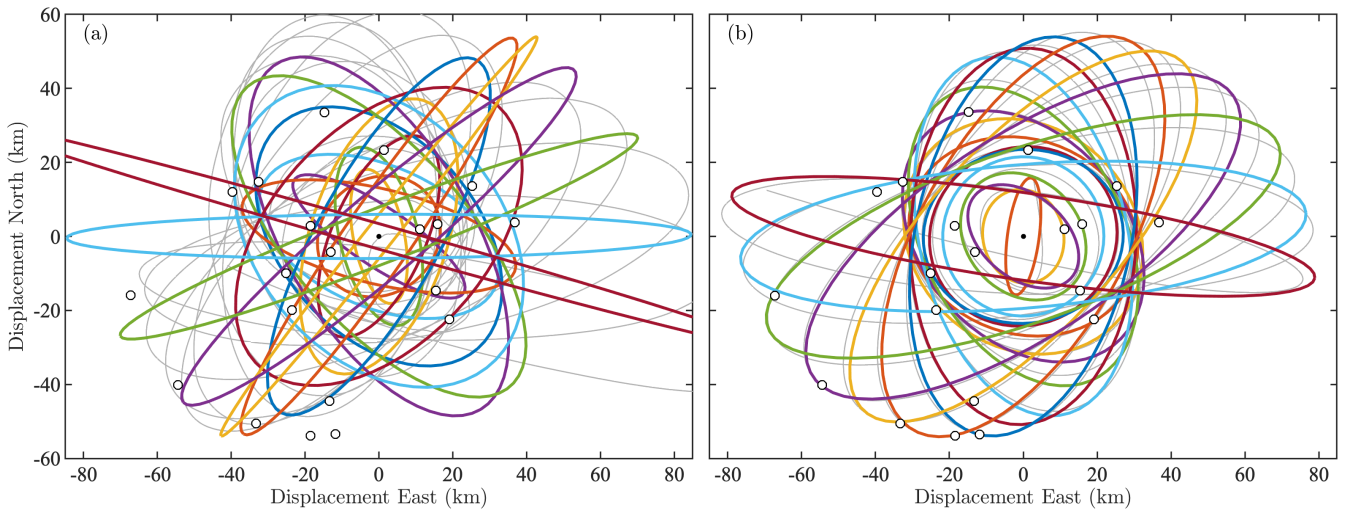 (a)
(b)
60
40
20
0
-20
-40
-60
Displacement North (km)
-80 -60 -40 -20 0 20 40 60 80
-80 -60 -40 -20 0 20 40 60 80
Displacement East (km)
Displacement East (km)